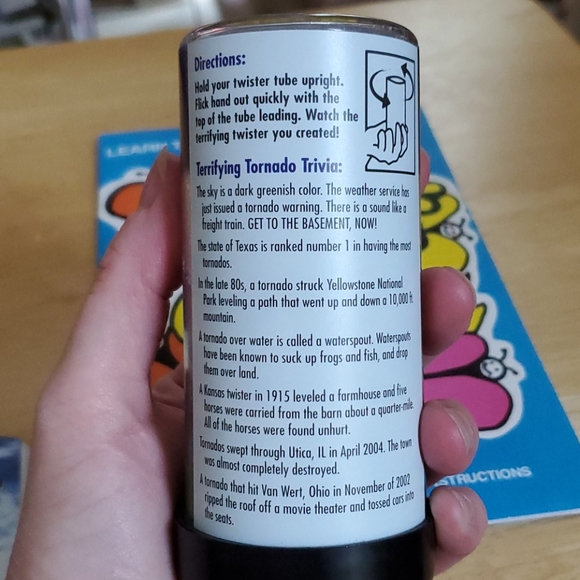 Directions:
Hold your twister tube upright.
Flick hand out quickly with the
top of the tube leading. Watch the
terrifying twister you created!
Terrifying Tornado Trivia:
The sky is a dark greenish color. The weather service has
just issued a tornado warning. There is a sound like a
freight train. GET TO THE BASEMENT, NOW!
The state of Texas is ranked number 1 in having the most
tornados.
In the late 80s, a tornado struck Yellowstone National
Park leveling a path that went up and down a 10,000 ft.
mountain.
A tornado over water is called a waterspout. Waterspouts
have been known to suck up frogs and fish, and drop
them over land.
A Kansas twister in 1915 leveled a farmhouse and five
horses were carried from the barn about a quarter-mile.
All of the horses were found unhurt.
Tornados swept through Utica, IL in April 2004. The town
was almost completely destroyed.
A tornado that hit Van Wert, Ohio in November of 2002
ripped the roof off a movie theater and tossed cars into
the seats.
LEARN
STRUCTIONS